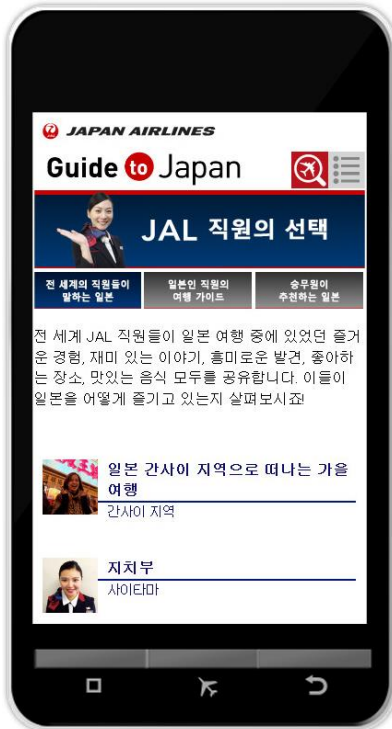 JAPAN AIRLINES
Guide to Japan
JAL 직원의 선택
전 세계의 직원들이
말하는 일본
일본인 직원의
여행 가이드
승무원이
추천하는 일본
전 세계 JAL 직원들이 일본 여행 중에 있었던 즐거
운 경험, 재미 있는 이야기, 흥미로운 발견, 좋아하
는 장소, 맛있는 음식 모두를 공유합니다. 이들이
일본을 어떻게 즐기고 있는지 살펴보시죠!
일본 간사이 지역으로 떠나는 가을
여행
간사이 지역
지치부
사이타마